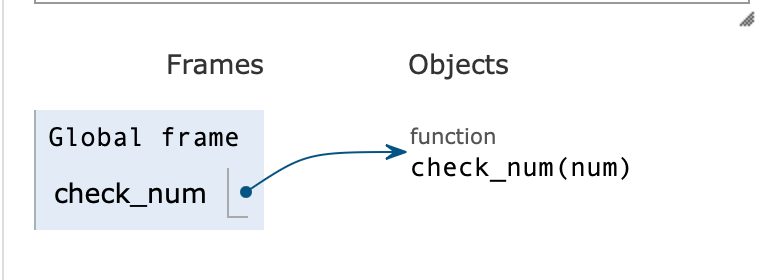 Frames
Objects
Global frame
check_num
function
check_num(num)